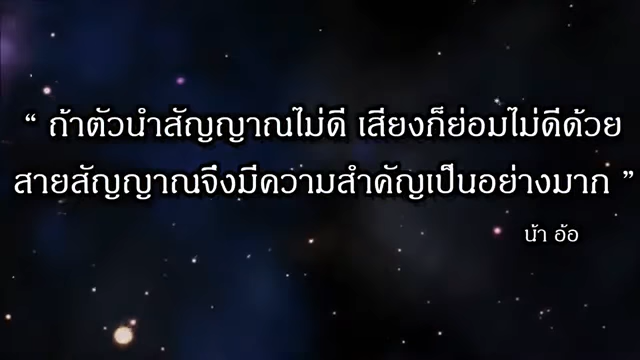 “ ถ้าตัวนำสัญญาณไม่ดี เสียงก็ย่อมไม่ดีด้วย
สายสัญญาณจึงมีความสำคัญเป็นอย่างมาก ”
น้า อ้อ